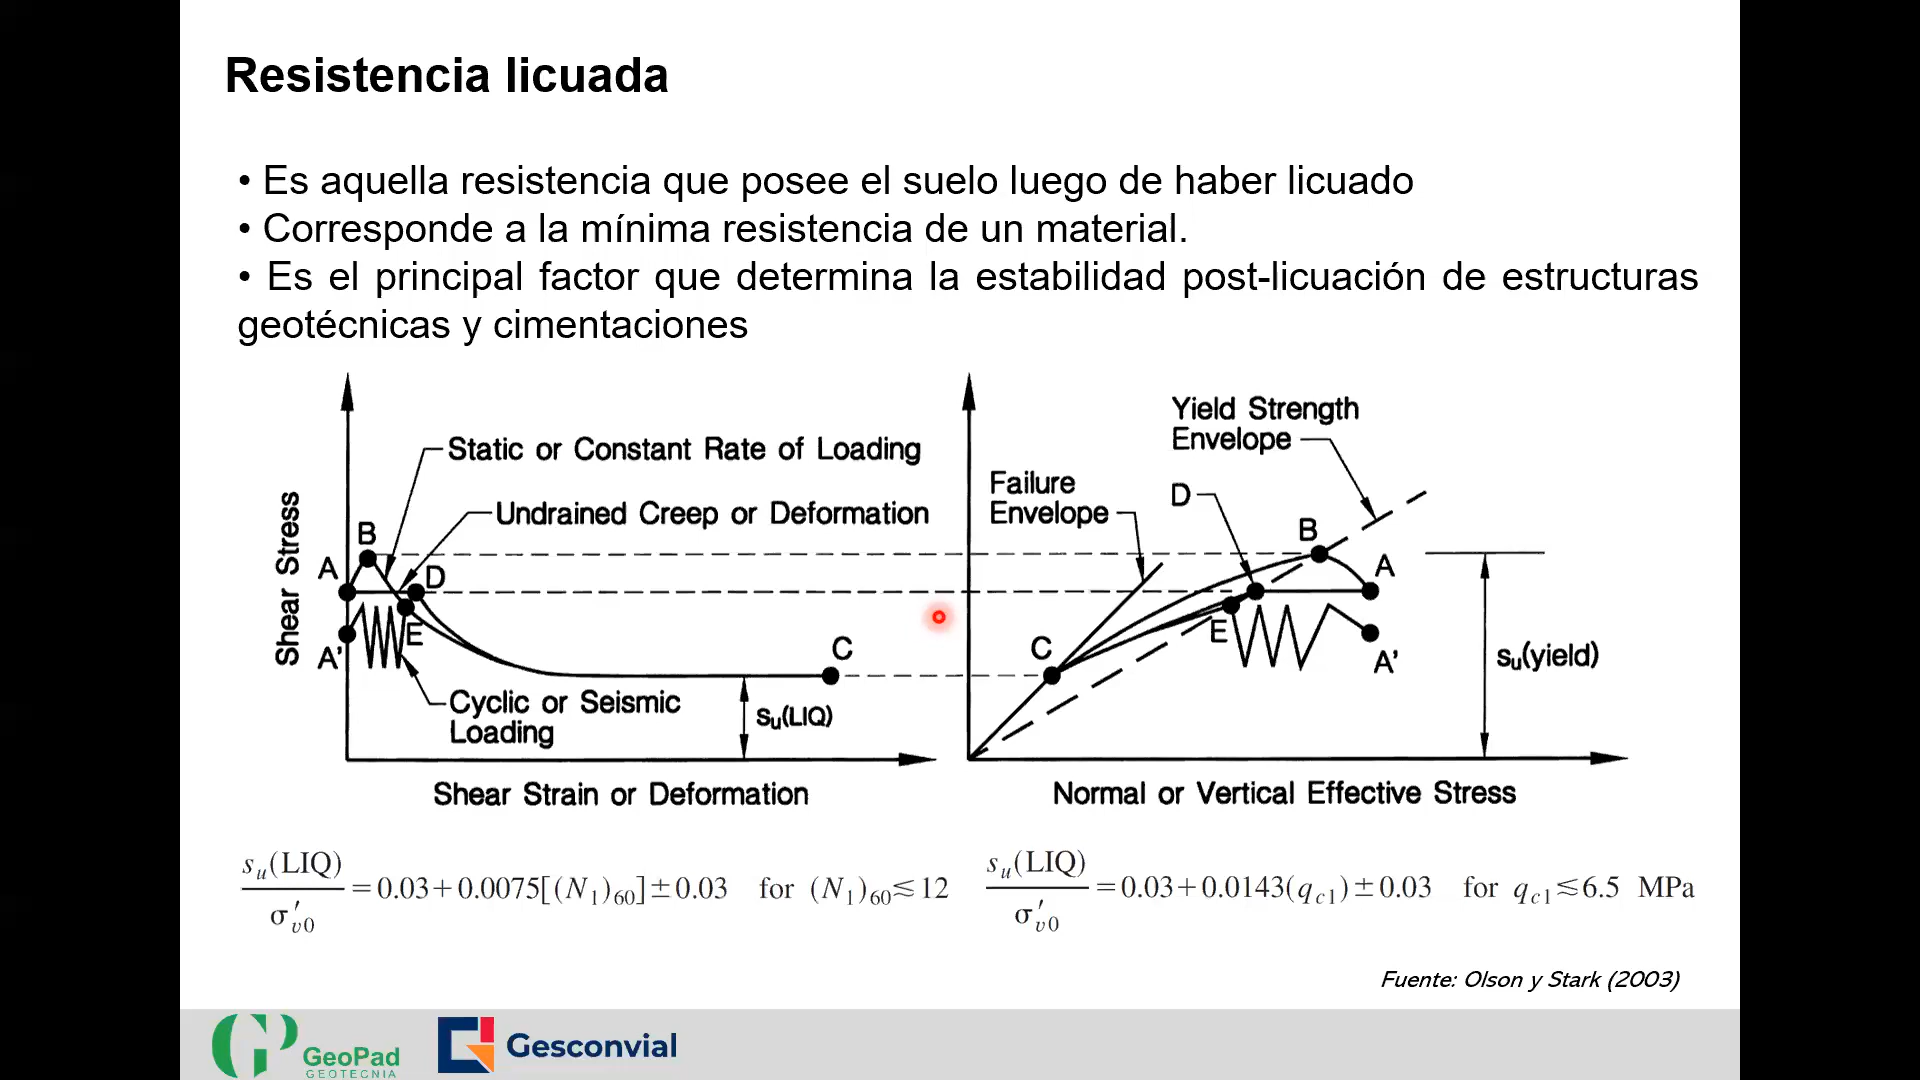 Resistencia licuada
• Es aquella resistencia que posee el suelo luego de haber licuado
• Corresponde a la mínima resistencia de un material.
• Es el principal factor que determina la estabilidad post-licuación de estructuras
geotécnicas y cimentaciones
Shear Stress
Static or Constant Rate of Loading
Undrained Creep or Deformation
A
B
D
A'
E
C
Cyclic or Seismic
Loading
su(LIQ)
Shear Strain or Deformation
Yield Strength
Envelope
Failure
Envelope
D
B
A
C
E
A'
su(yield)
Normal or Vertical Effective Stress
su(LIQ)/σ′v0 = 0.03+0.0075[(N1)60]±0.03 for (N1)60≤12
su(LIQ)/σ′v0 = 0.03+0.0143(qc1)±0.03 for qc1≤6.5 MPa
Fuente: Olson y Stark (2003)
GeoPad
GEOTECNIA
Gesconvial